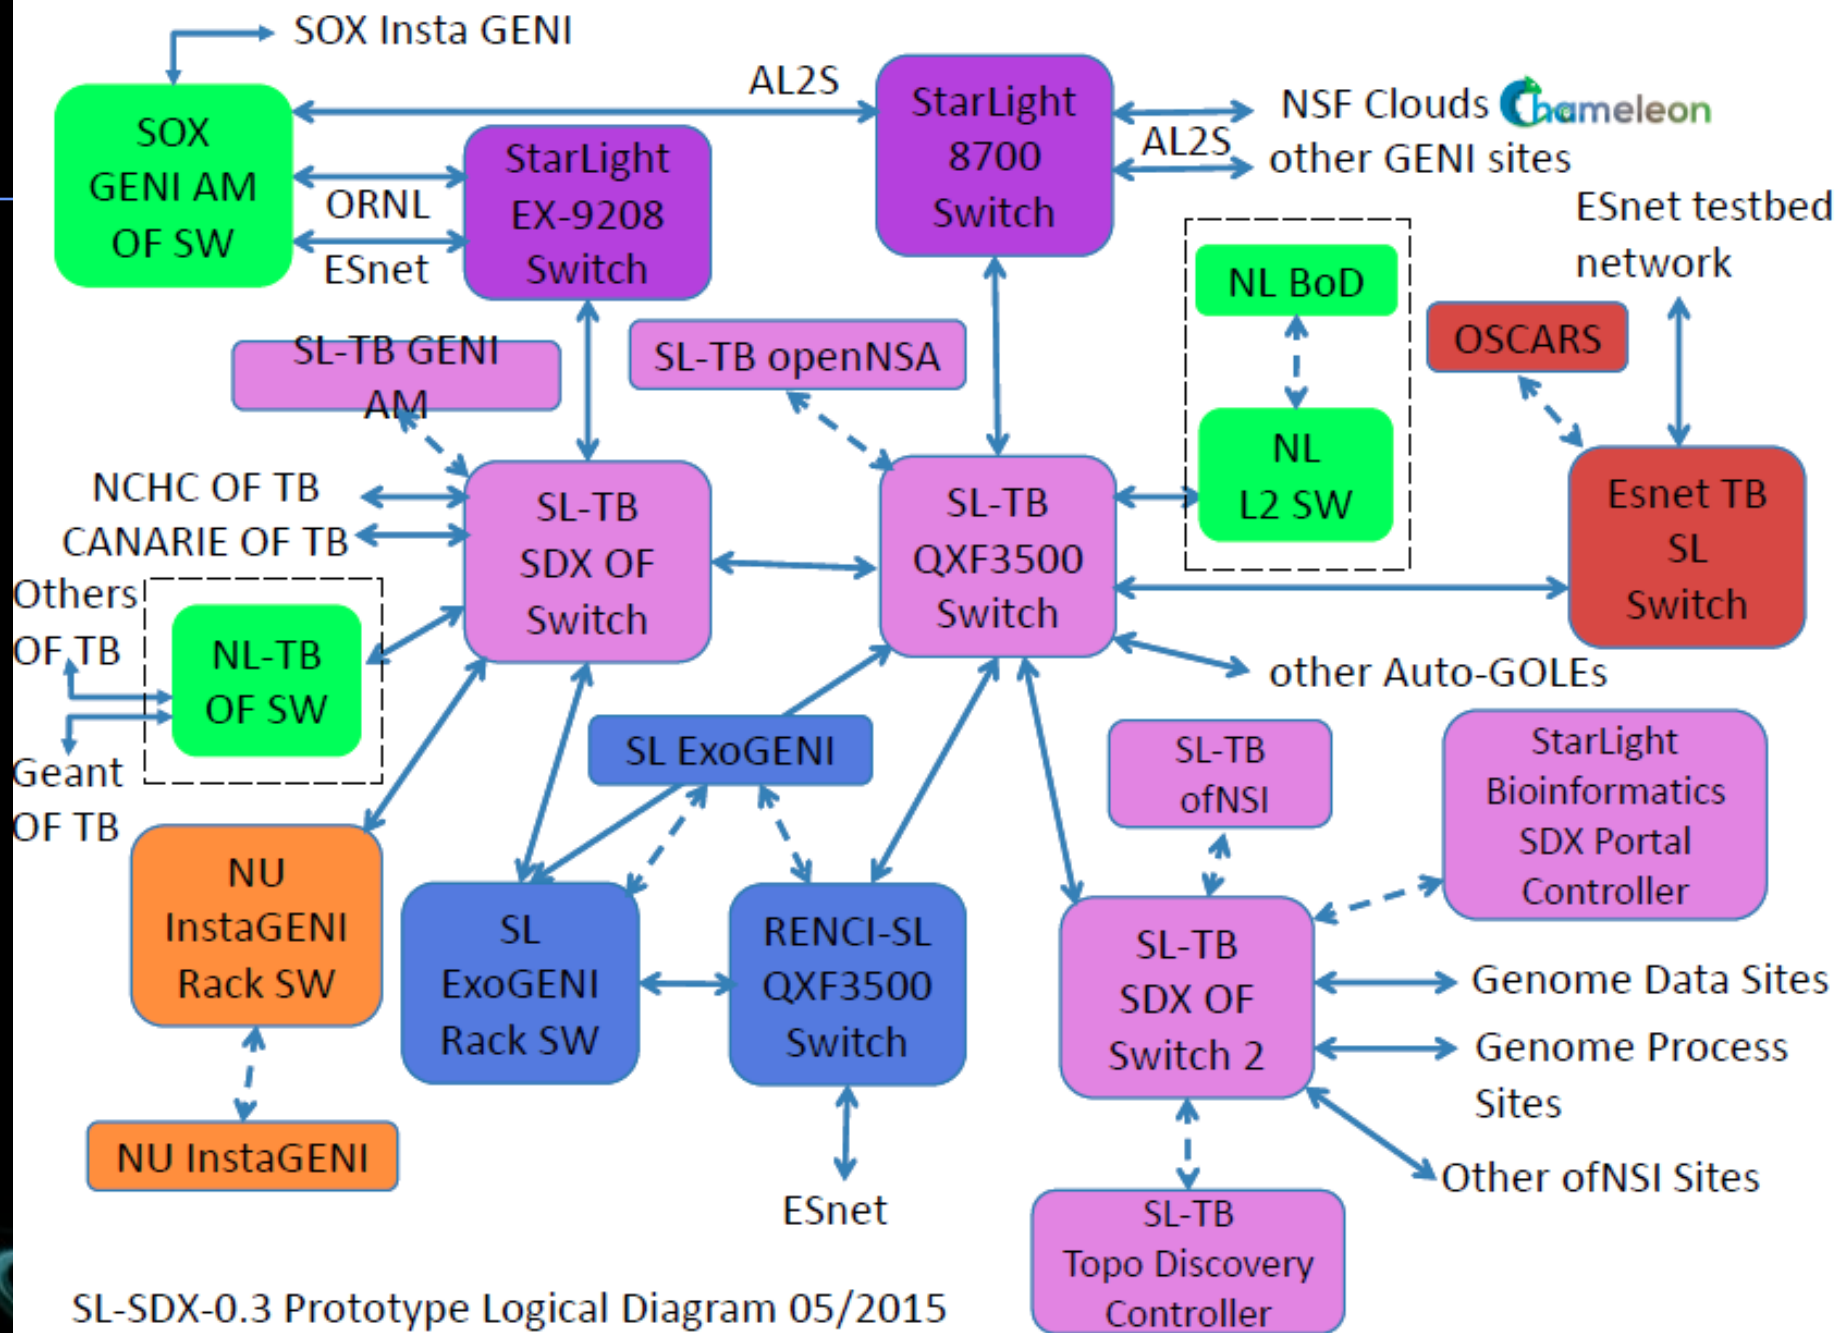 SOX Insta GENI
AL2S
SOX
GENI AM
OF SW
StarLight
8700
Switch
NSF Clouds Chameleon
AL2S
other GENI sites
StarLight
EX-9208
Switch
ORNL
ESnet
ESnet testbed
network
NL BoD
OSCARS
SL-TB GENI
AM
SL-TB openNSA
NL
L2 SW
NCHC OF TB
CANARIE OF TB
SL-TB
SDX OF
Switch
SL-TB
QXF3500
Switch
Esnet TB
SL
Switch
Others
OF TB
NL-TB
OF SW
Geant
OF TB
other Auto-GOLEs
SL ExoGENI
SL-TB
ofNSI
StarLight
Bioinformatics
SDX Portal
Controller
NU
InstaGENI
Rack SW
SL
ExoGENI
Rack SW
RENCI-SL
QXF3500
Switch
SL-TB
SDX OF
Switch 2
Genome Data Sites
Genome Process
Sites
NU InstaGENI
ESnet
Other ofNSI Sites
SL-TB
Topo Discovery
Controller
SL-SDX-0.3 Prototype Logical Diagram 05/2015